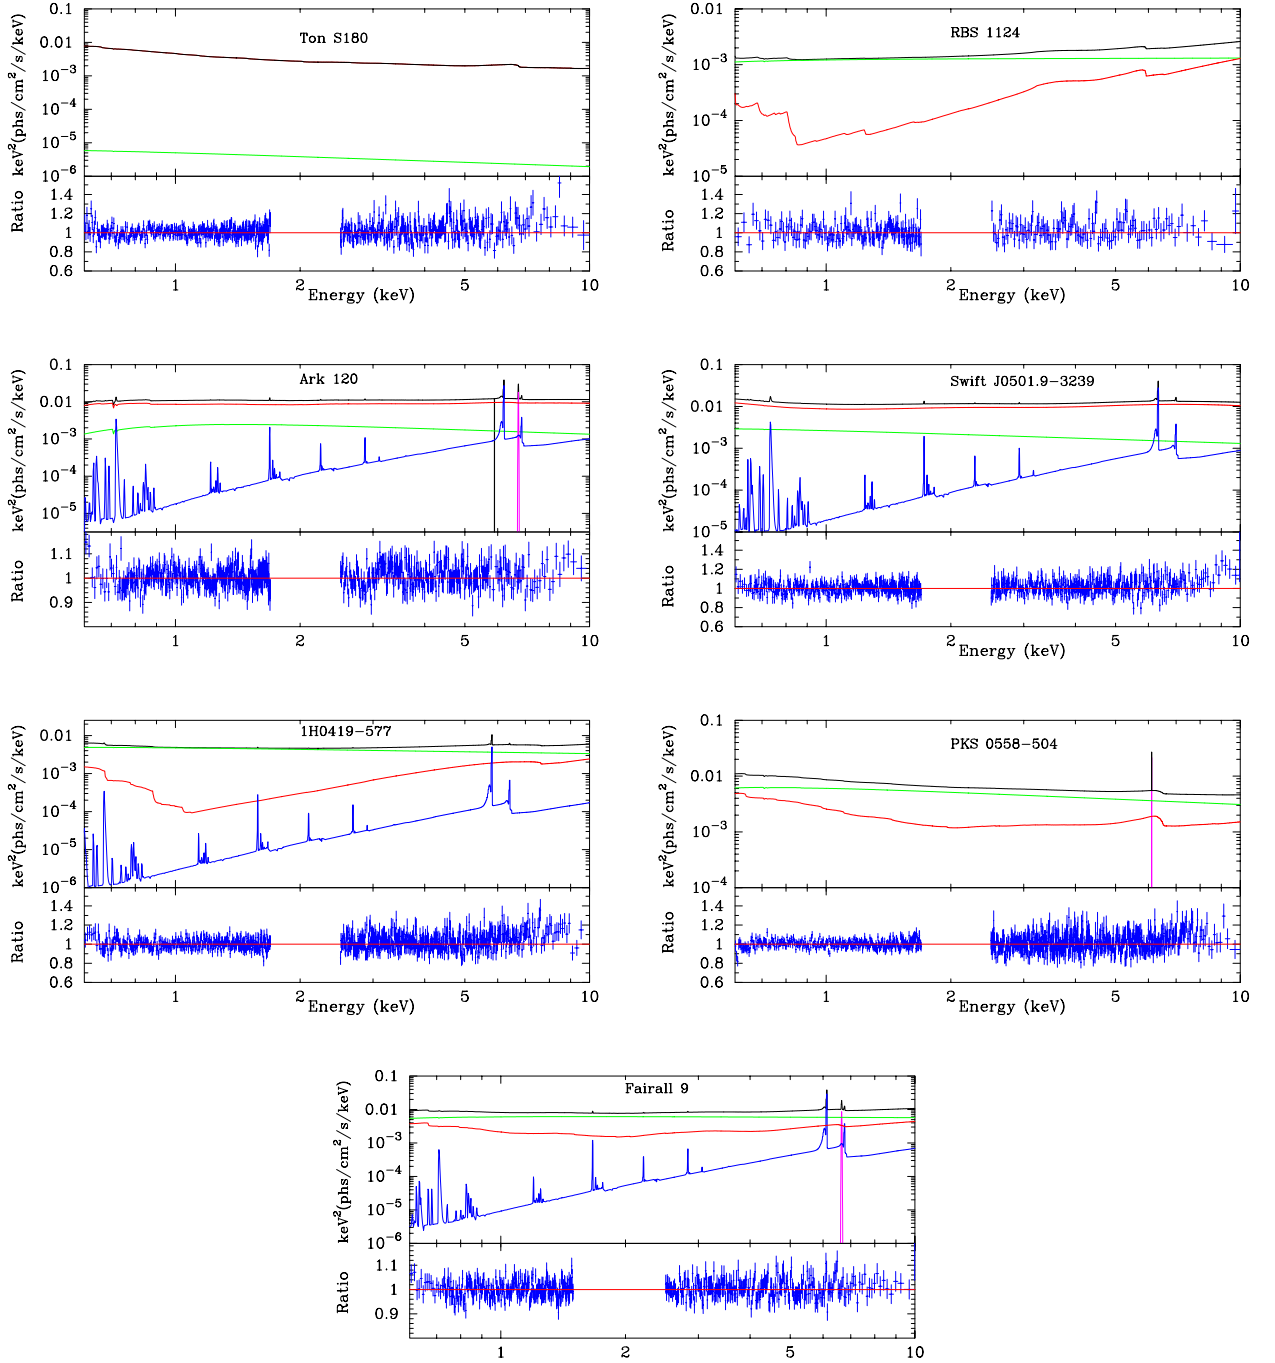 Ton S180
keV²(phs/cm²/s/keV)
0.1
0.01
10⁻³
10⁻⁴
10⁻⁵
10⁻⁶
Ratio
1.4
1.2
1
0.8
0.6
1 2 5 10
Energy (keV)
RBS 1124
keV²(phs/cm²/s/keV)
0.01
10⁻³
10⁻⁴
10⁻⁵
Ratio
1.4
1.2
1
0.8
0.6
1 2 5 10
Energy (keV)
Ark 120
keV²(phs/cm²/s/keV)
0.1
0.01
10⁻³
10⁻⁴
10⁻⁵
Ratio
1.1
1
0.9
1 2 5 10
Energy (keV)
Swift J0501.9−3239
keV²(phs/cm²/s/keV)
0.1
0.01
10⁻³
10⁻⁴
10⁻⁵
Ratio
1.4
1.2
1
0.8
0.6
1 2 5 10
Energy (keV)
1H0419−577
keV²(phs/cm²/s/keV)
0.01
10⁻³
10⁻⁴
10⁻⁵
10⁻⁶
Ratio
1.4
1.2
1
0.8
0.6
1 2 5 10
Energy (keV)
PKS 0558−504
keV²(phs/cm²/s/keV)
0.1
0.01
10⁻³
10⁻⁴
Ratio
1.4
1.2
1
0.8
0.6
1 2 5 10
Energy (keV)
Fairall 9
keV²(phs/cm²/s/keV)
0.1
0.01
10⁻³
10⁻⁴
10⁻⁵
10⁻⁶
Ratio
1.1
1
0.9
1 2 5 10